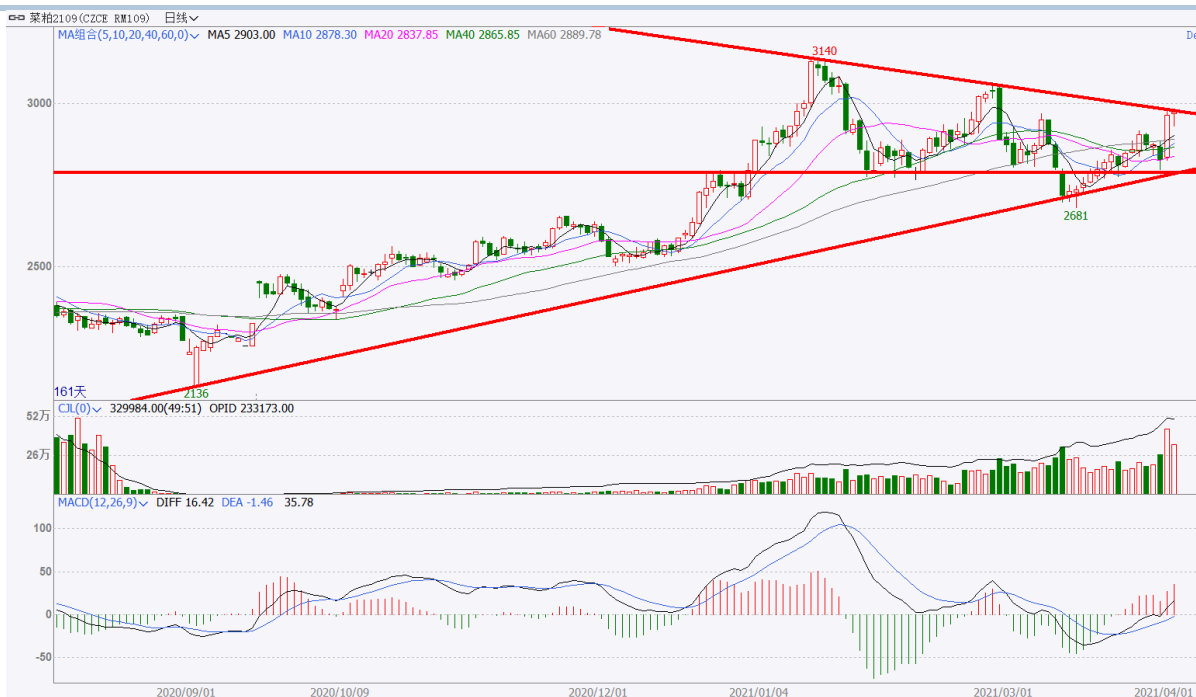 菜粕2109(CZCE RM109) 日线
MA组合(5,10,20,40,60,0) MA5 2903.00 MA10 2878.30 MA20 2837.85 MA40 2865.85 MA60 2889.78
De
3140
3000
2681
2500
2136
161天
CJL(0) 329984.00(49:51) OPID 233173.00
52万
26万
MACD(12,26,9) DIFF 16.42 DEA -1.46 35.78
100
50
0
-50
2020/09/01 2020/10/09 2020/12/01 2021/01/04 2021/03/01 2021/04/01